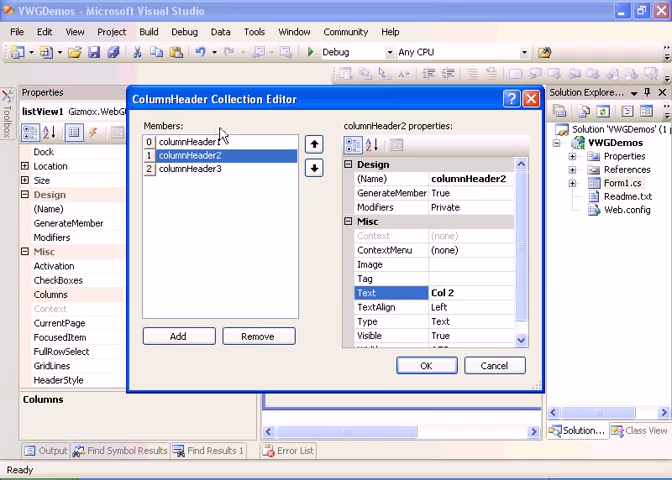 VWGDemos - Microsoft Visual Studio
File Edit View Project Build Debug Data Tools Window Community Help
Debug Any CPU
Properties
listView1 Gizmox.WebG
Dock
Location
Size
Design
(Name)
GenerateMember
Modifiers
Misc
Activation
CheckBoxes
Columns
Context
CurrentPage
FocusedItem
FullRowSelect
GridLines
HeaderStyle
Columns
Toolbox
ColumnHeader Collection Editor
Members:
0 columnHeader1
1 columnHeader2
2 columnHeader3
Add Remove
columnHeader2 properties:
Design
(Name) columnHeader2
GenerateMember True
Modifiers Private
Misc
Context (none)
ContextMenu (none)
Image
Tag
Text Col 2
TextAlign Left
Type Text
Visible True
OK Cancel
Solution Explore...
Solution 'VWGDemos' (1 proje
VWGDemos
Properties
References
Form1.cs
Readme.txt
Web.config
Solution... Class View
Output Find Symbol Results Find Results 1 Error List
Ready